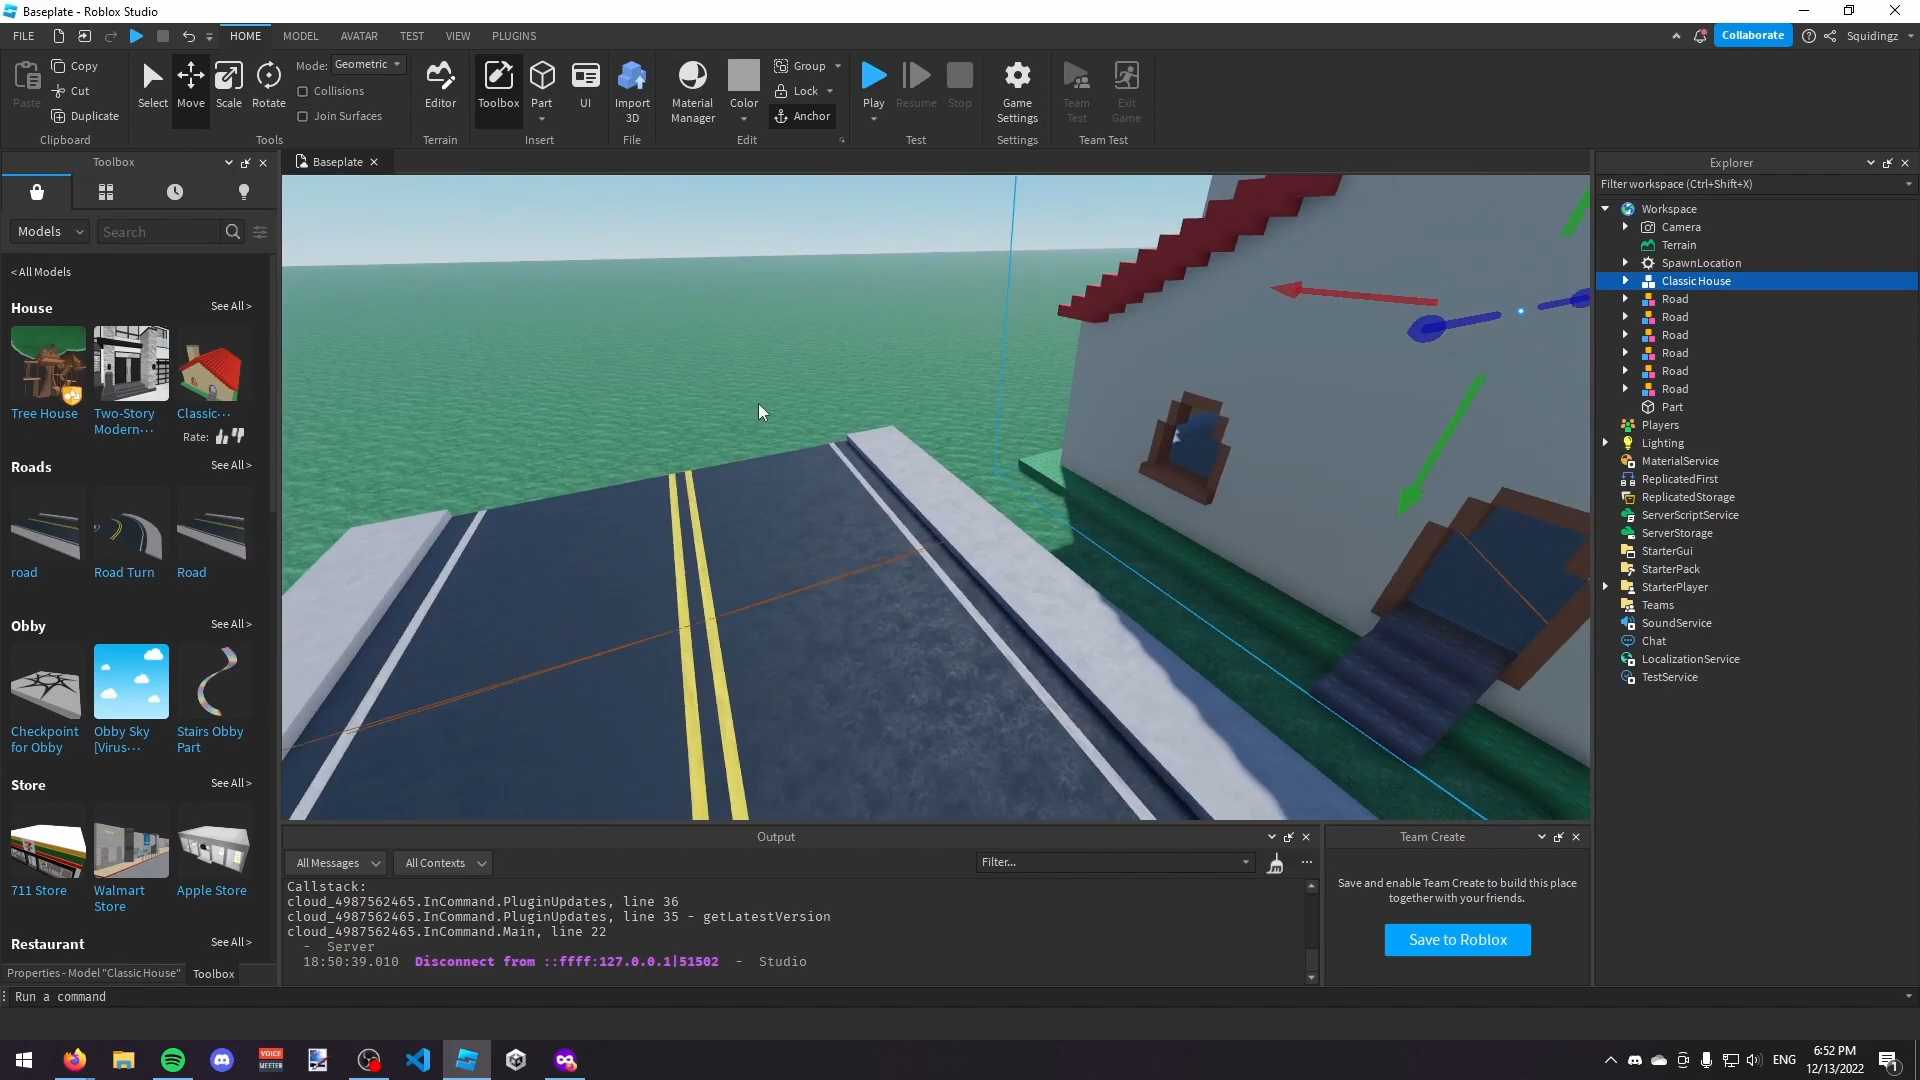 Baseplate - Roblox Studio
FILE
HOME
MODEL
AVATAR
TEST
VIEW
PLUGINS
Collaborate
Squidingz
Paste
Copy
Cut
Duplicate
Clipboard
Select
Move
Scale
Rotate
Mode:
Geometric
Collisions
Join Surfaces
Tools
Editor
Terrain
Toolbox
Part
UI
Insert
Import
3D
File
Material
Manager
Color
Group
Lock
Anchor
Edit
Play
Resume
Stop
Test
Game
Settings
Settings
Team
Test
Exit
Game
Team Test
Toolbox
Models
Search
< All Models
House
See All >
Tree House
Two-Story
Modern···
Classic···
Rate:
Roads
See All >
road
Road Turn
Road
Obby
See All >
Checkpoint
for Obby
Obby Sky
[Virus···
Stairs Obby
Part
Store
See All >
711 Store
Walmart
Store
Apple Store
Restaurant
See All >
Properties - Model "Classic House"
Toolbox
Baseplate
Output
All Messages
All Contexts
Filter...
Callstack:
cloud_4987562465.InCommand.PluginUpdates, line 36
cloud_4987562465.InCommand.PluginUpdates, line 35 - getLatestVersion
cloud_4987562465.InCommand.Main, line 22
- Server
18:50:39.010 Disconnect from ::ffff:127.0.0.1|51502 - Studio
Team Create
Save and enable Team Create to build this place
together with your friends.
Save to Roblox
Explorer
Filter workspace (Ctrl+Shift+X)
Workspace
Camera
Terrain
SpawnLocation
Classic House
Road
Road
Road
Road
Road
Road
Part
Players
Lighting
MaterialService
ReplicatedFirst
ReplicatedStorage
ServerScriptService
ServerStorage
StarterGui
StarterPack
StarterPlayer
Teams
SoundService
Chat
LocalizationService
TestService
Run a command
VOICE
MEETER
ENG
6:52 PM
12/13/2022
1